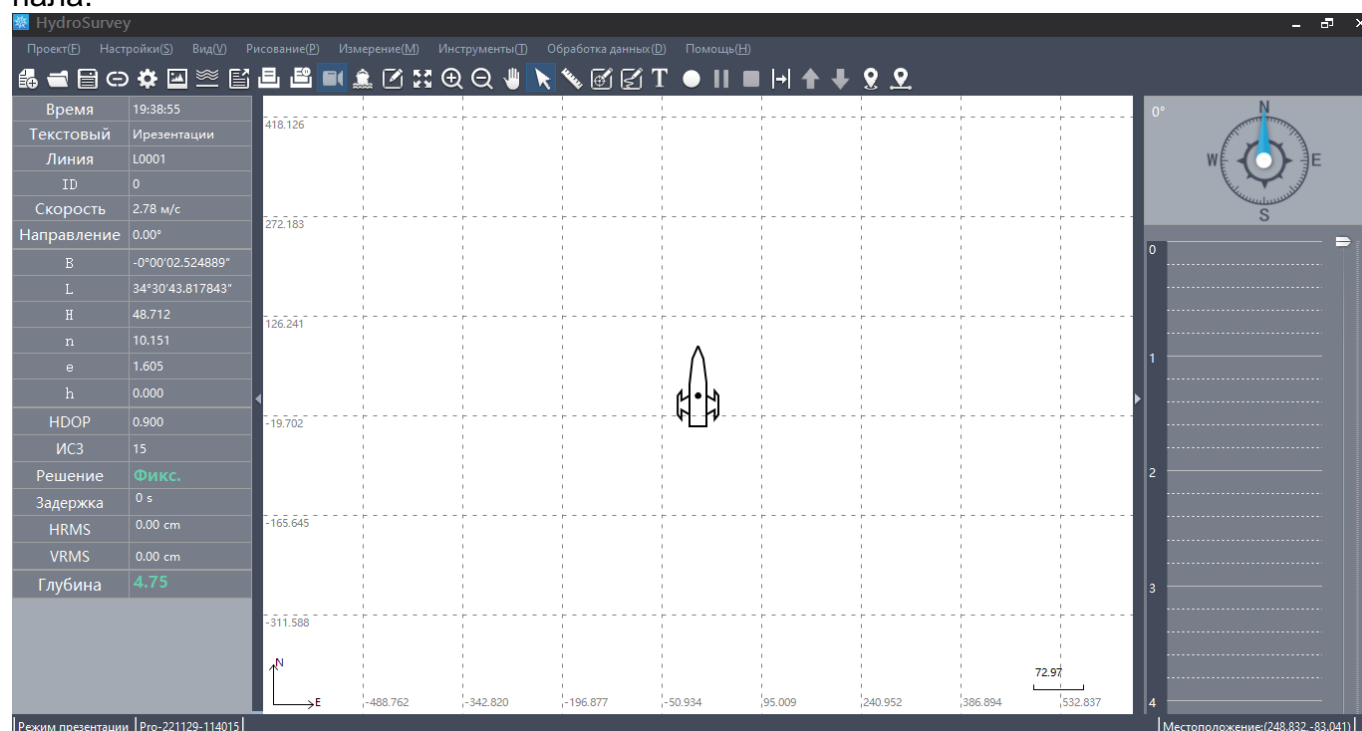 нала.
HydroSurvey
Проект(F) Настройки(S) Вид(V) Рисование(P) Измерение(M) Инструменты(T) Обработка данных(D) Помощь(H)
Время 19:38:55
Текстовый Ирезентации
Линия L0001
ID 0
Скорость 2.78 м/с
Направление 0.00°
B -0°00'02.524889"
L 34°30'43.817843"
H 48.712
n 10.151
e 1.605
h 0.000
HDOP 0.900
ИСЗ 15
Решение Фикс.
Задержка 0 s
HRMS 0.00 cm
VRMS 0.00 cm
Глубина 4.75
418.126
272.183
126.241
-19.702
-165.645
-311.588
N
E
-488.762 -342.820 -196.877 -50.934 95.009 240.952 386.894 532.837
72.97
0°
N
W E
S
0
1
2
3
4
Режим презентации Pro-221129-114015 Местоположение:(248.832,-83.041)